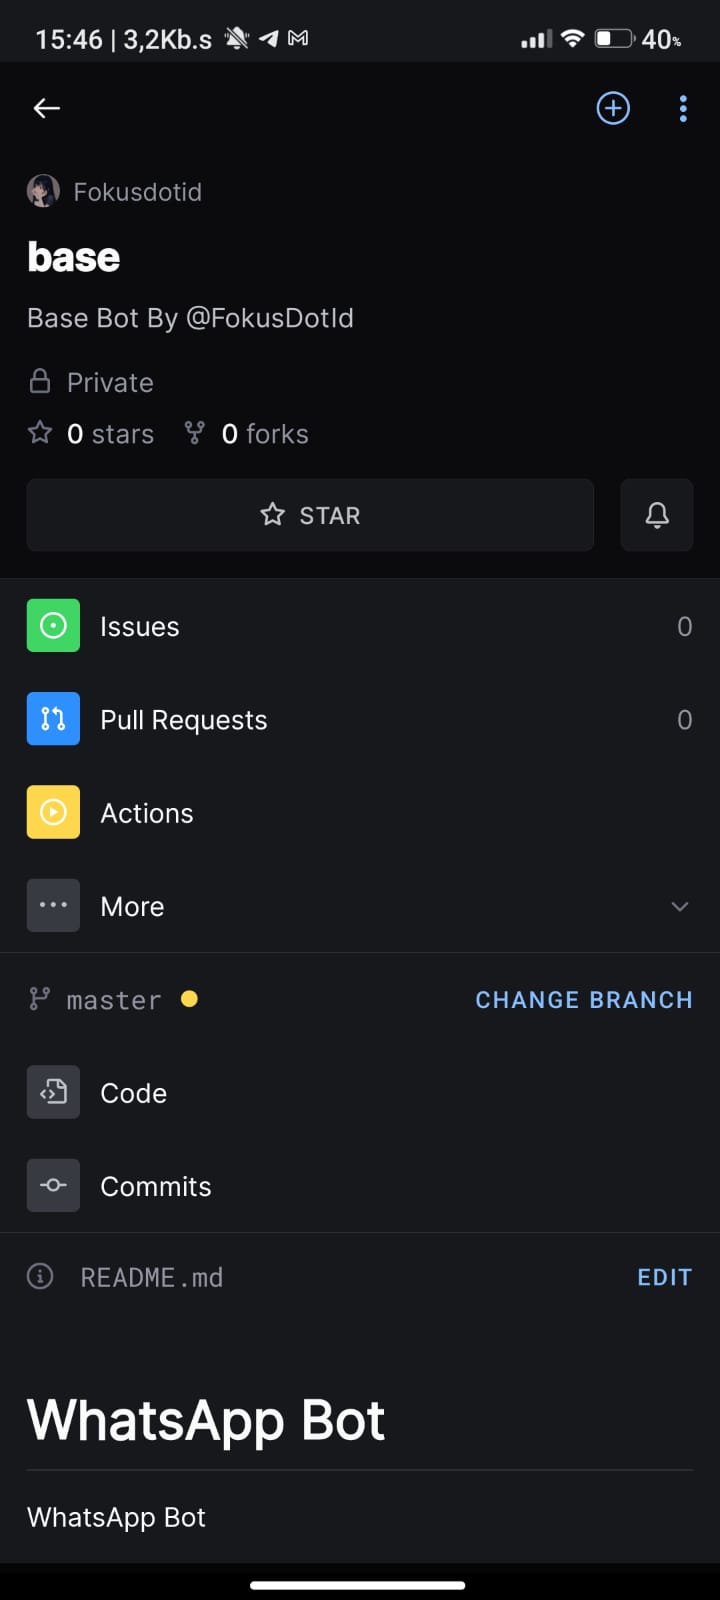 15:46 | 3,2Kb.s
40%
Fokusdotid
base
Base Bot By @FokusDotId
Private
0 stars 0 forks
STAR
Issues 0
Pull Requests 0
Actions
More
master CHANGE BRANCH
Code
Commits
README.md EDIT
WhatsApp Bot
WhatsApp Bot